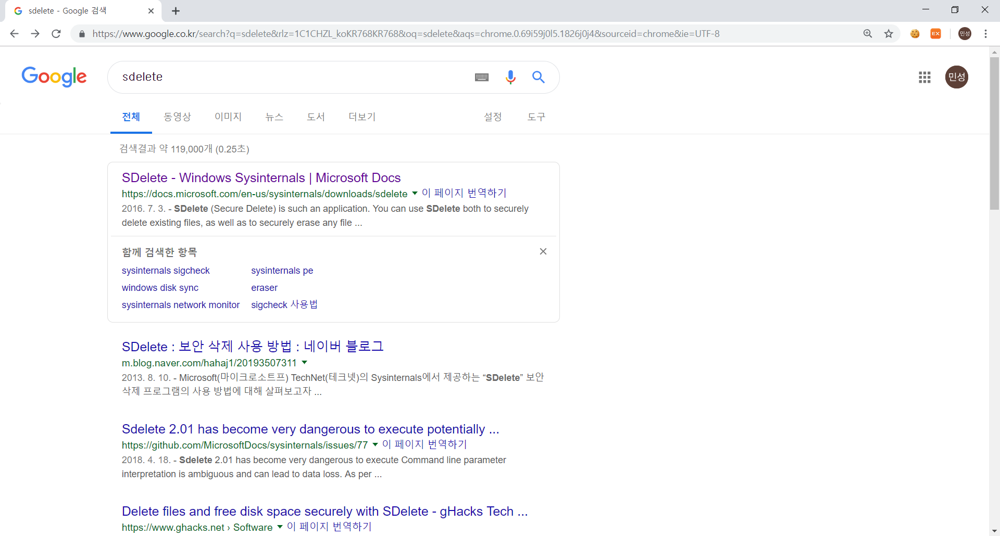 sdelete - Google 검색
https://www.google.co.kr/search?q=sdelete&rlz=1C1CHZL_koKR768KR768&oq=sdelete&aqs=chrome.0.69i59j0l5.1826j0j4&sourceid=chrome&ie=UTF-8
EX
민성
Google
sdelete
민성
전체 동영상 이미지 뉴스 도서 더보기 설정 도구
검색결과 약 119,000개 (0.25초)
SDelete - Windows Sysinternals | Microsoft Docs
https://docs.microsoft.com/en-us/sysinternals/downloads/sdelete 이 페이지 번역하기
2016. 7. 3. - SDelete (Secure Delete) is such an application. You can use SDelete both to securely
delete existing files, as well as to securely erase any file ...
함께 검색한 항목
sysinternals sigcheck sysinternals pe
windows disk sync eraser
sysinternals network monitor sigcheck 사용법
SDelete : 보안 삭제 사용 방법 : 네이버 블로그
m.blog.naver.com/hahaj1/20193507311
2013. 8. 10. - Microsoft(마이크로소트프) TechNet(테크넷)의 Sysinternals에서 제공하는 “SDelete” 보안
삭제 프로그램의 사용 방법에 대해 살펴보고자 ...
Sdelete 2.01 has become very dangerous to execute potentially ...
https://github.com/MicrosoftDocs/sysinternals/issues/77 이 페이지 번역하기
2018. 4. 18. - Sdelete 2.01 has become very dangerous to execute Command line parameter
interpretation is ambiguous and can lead to data loss. As per ...
Delete files and free disk space securely with SDelete - gHacks Tech ...
https://www.ghacks.net › Software 이 페이지 번역하기